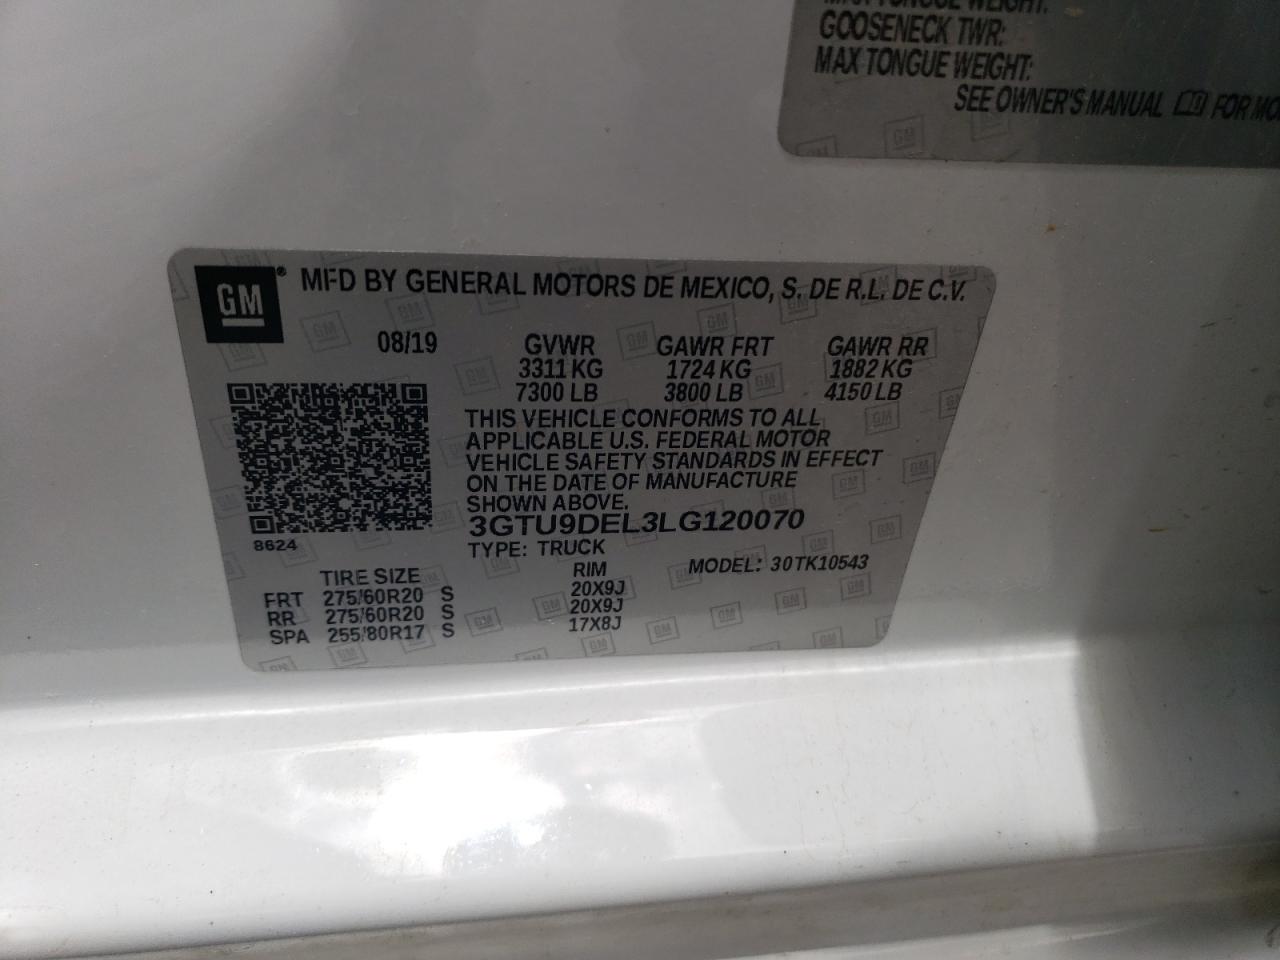 MAX TONGUE WEIGHT:
GOOSENECK TWR:
MAX TONGUE WEIGHT:
SEE OWNER'S MANUAL FOR MO
GM® MFD BY GENERAL MOTORS DE MEXICO, S. DE R.L. DE C.V.
08/19 GVWR GAWR FRT GAWR RR
3311 KG 1724 KG 1882 KG
7300 LB 3800 LB 4150 LB
THIS VEHICLE CONFORMS TO ALL
APPLICABLE U.S. FEDERAL MOTOR
VEHICLE SAFETY STANDARDS IN EFFECT
ON THE DATE OF MANUFACTURE
SHOWN ABOVE.
3GTU9DEL3LG120070
8624
TYPE: TRUCK MODEL: 30TK10543
TIRE SIZE RIM
FRT 275/60R20 S 20X9J
RR 275/60R20 S 20X9J
SPA 255/80R17 S 17X8J